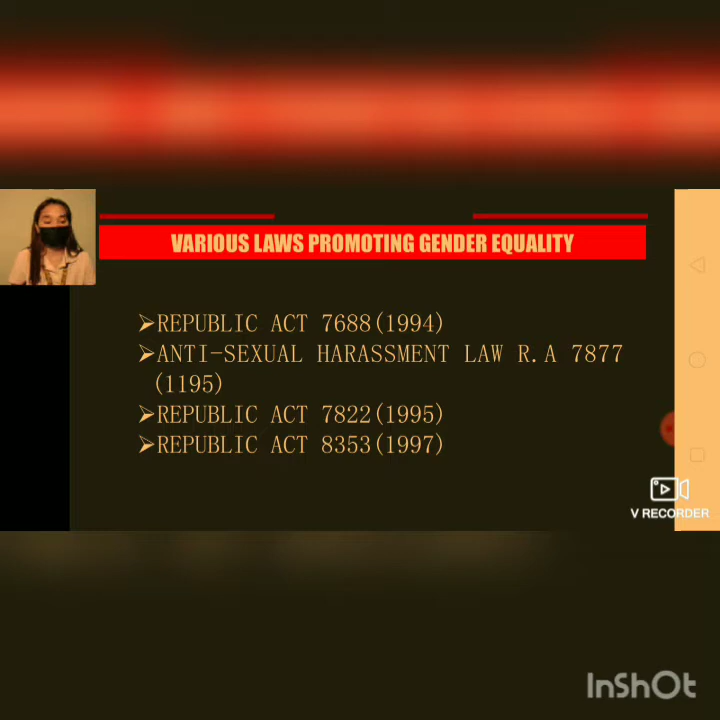 VARIOUS LAWS PROMOTING GENDER EQUALITY
➢REPUBLIC ACT 7688(1994)
➢ANTI-SEXUAL HARASSMENT LAW R.A 7877
(1195)
➢REPUBLIC ACT 7822(1995)
➢REPUBLIC ACT 8353(1997)
V RECORDER
InShOt